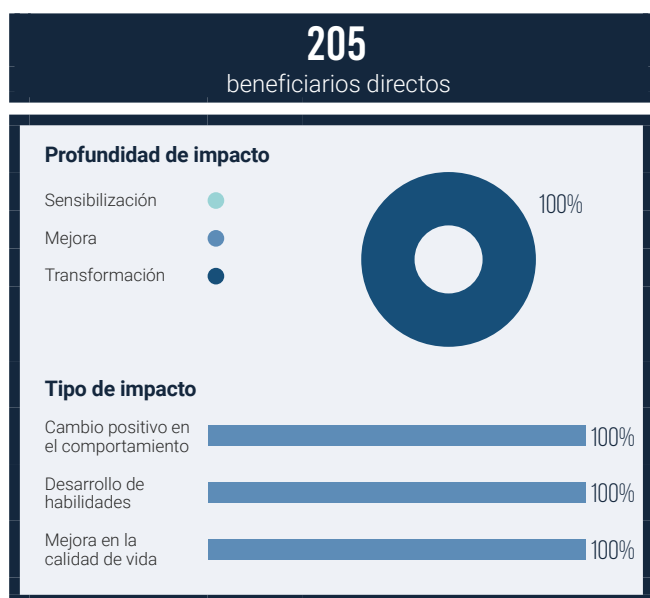 205
beneficiarios directos
Profundidad de impacto
Sensibilización
Mejora
Transformación
100%
Tipo de impacto
Cambio positivo en
el comportamiento
100%
Desarrollo de
habilidades
100%
Mejora en la
calidad de vida
100%